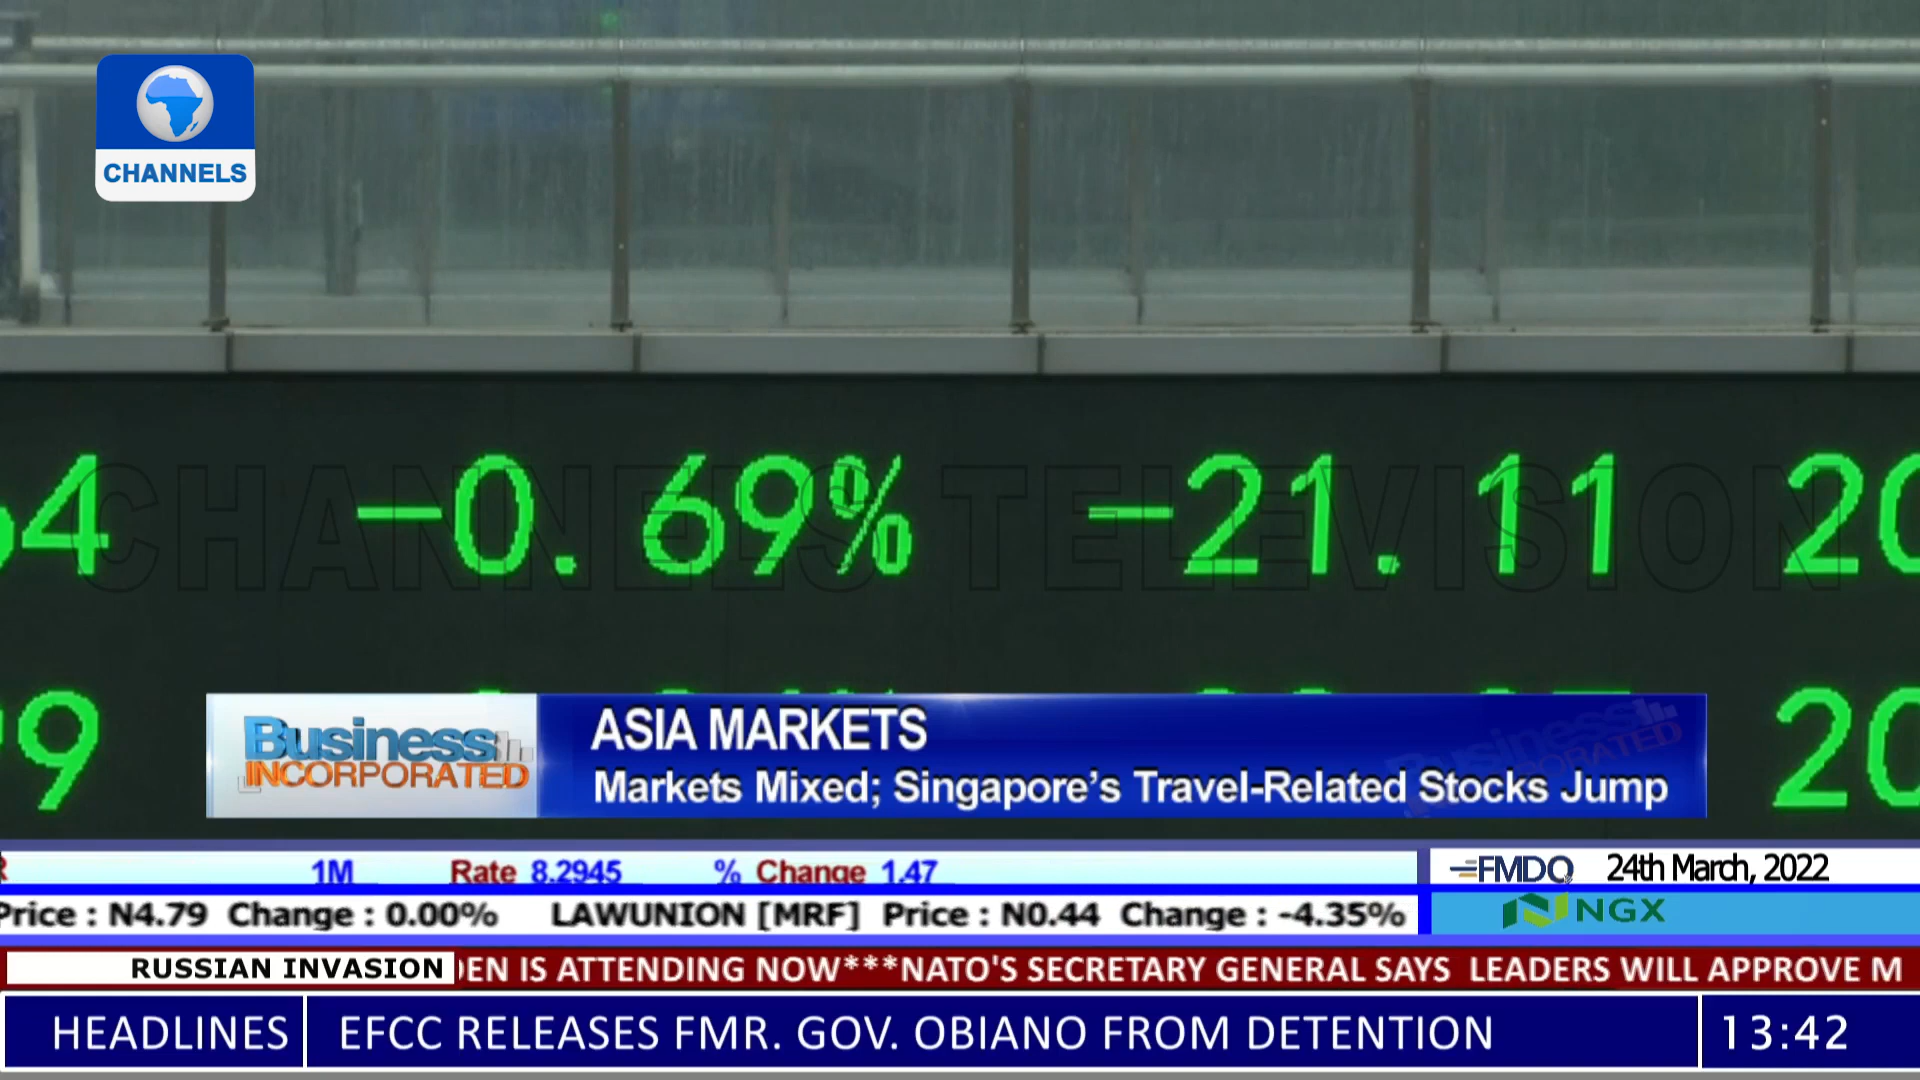 CHANNELS
4 -0.69% -21.11 20
CHANNELS TELEVISION
9 20
Business
INCORPORATED
ASIA MARKETS
Markets Mixed; Singapore’s Travel-Related Stocks Jump
1M Rate 8.2945 % Change 1.47
FMDQ 24th March, 2022
Price : N4.79 Change : 0.00% LAWUNION [MRF] Price : N0.44 Change : -4.35%
NGX
RUSSIAN INVASION DEN IS ATTENDING NOW***NATO'S SECRETARY GENERAL SAYS LEADERS WILL APPROVE M
HEADLINES EFCC RELEASES FMR. GOV. OBIANO FROM DETENTION 13:42